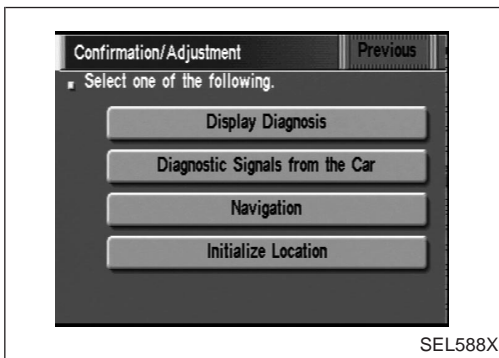 Confirmation/Adjustment Previous
Select one of the following.
Display Diagnosis
Diagnostic Signals from the Car
Navigation
Initialize Location
SEL588X